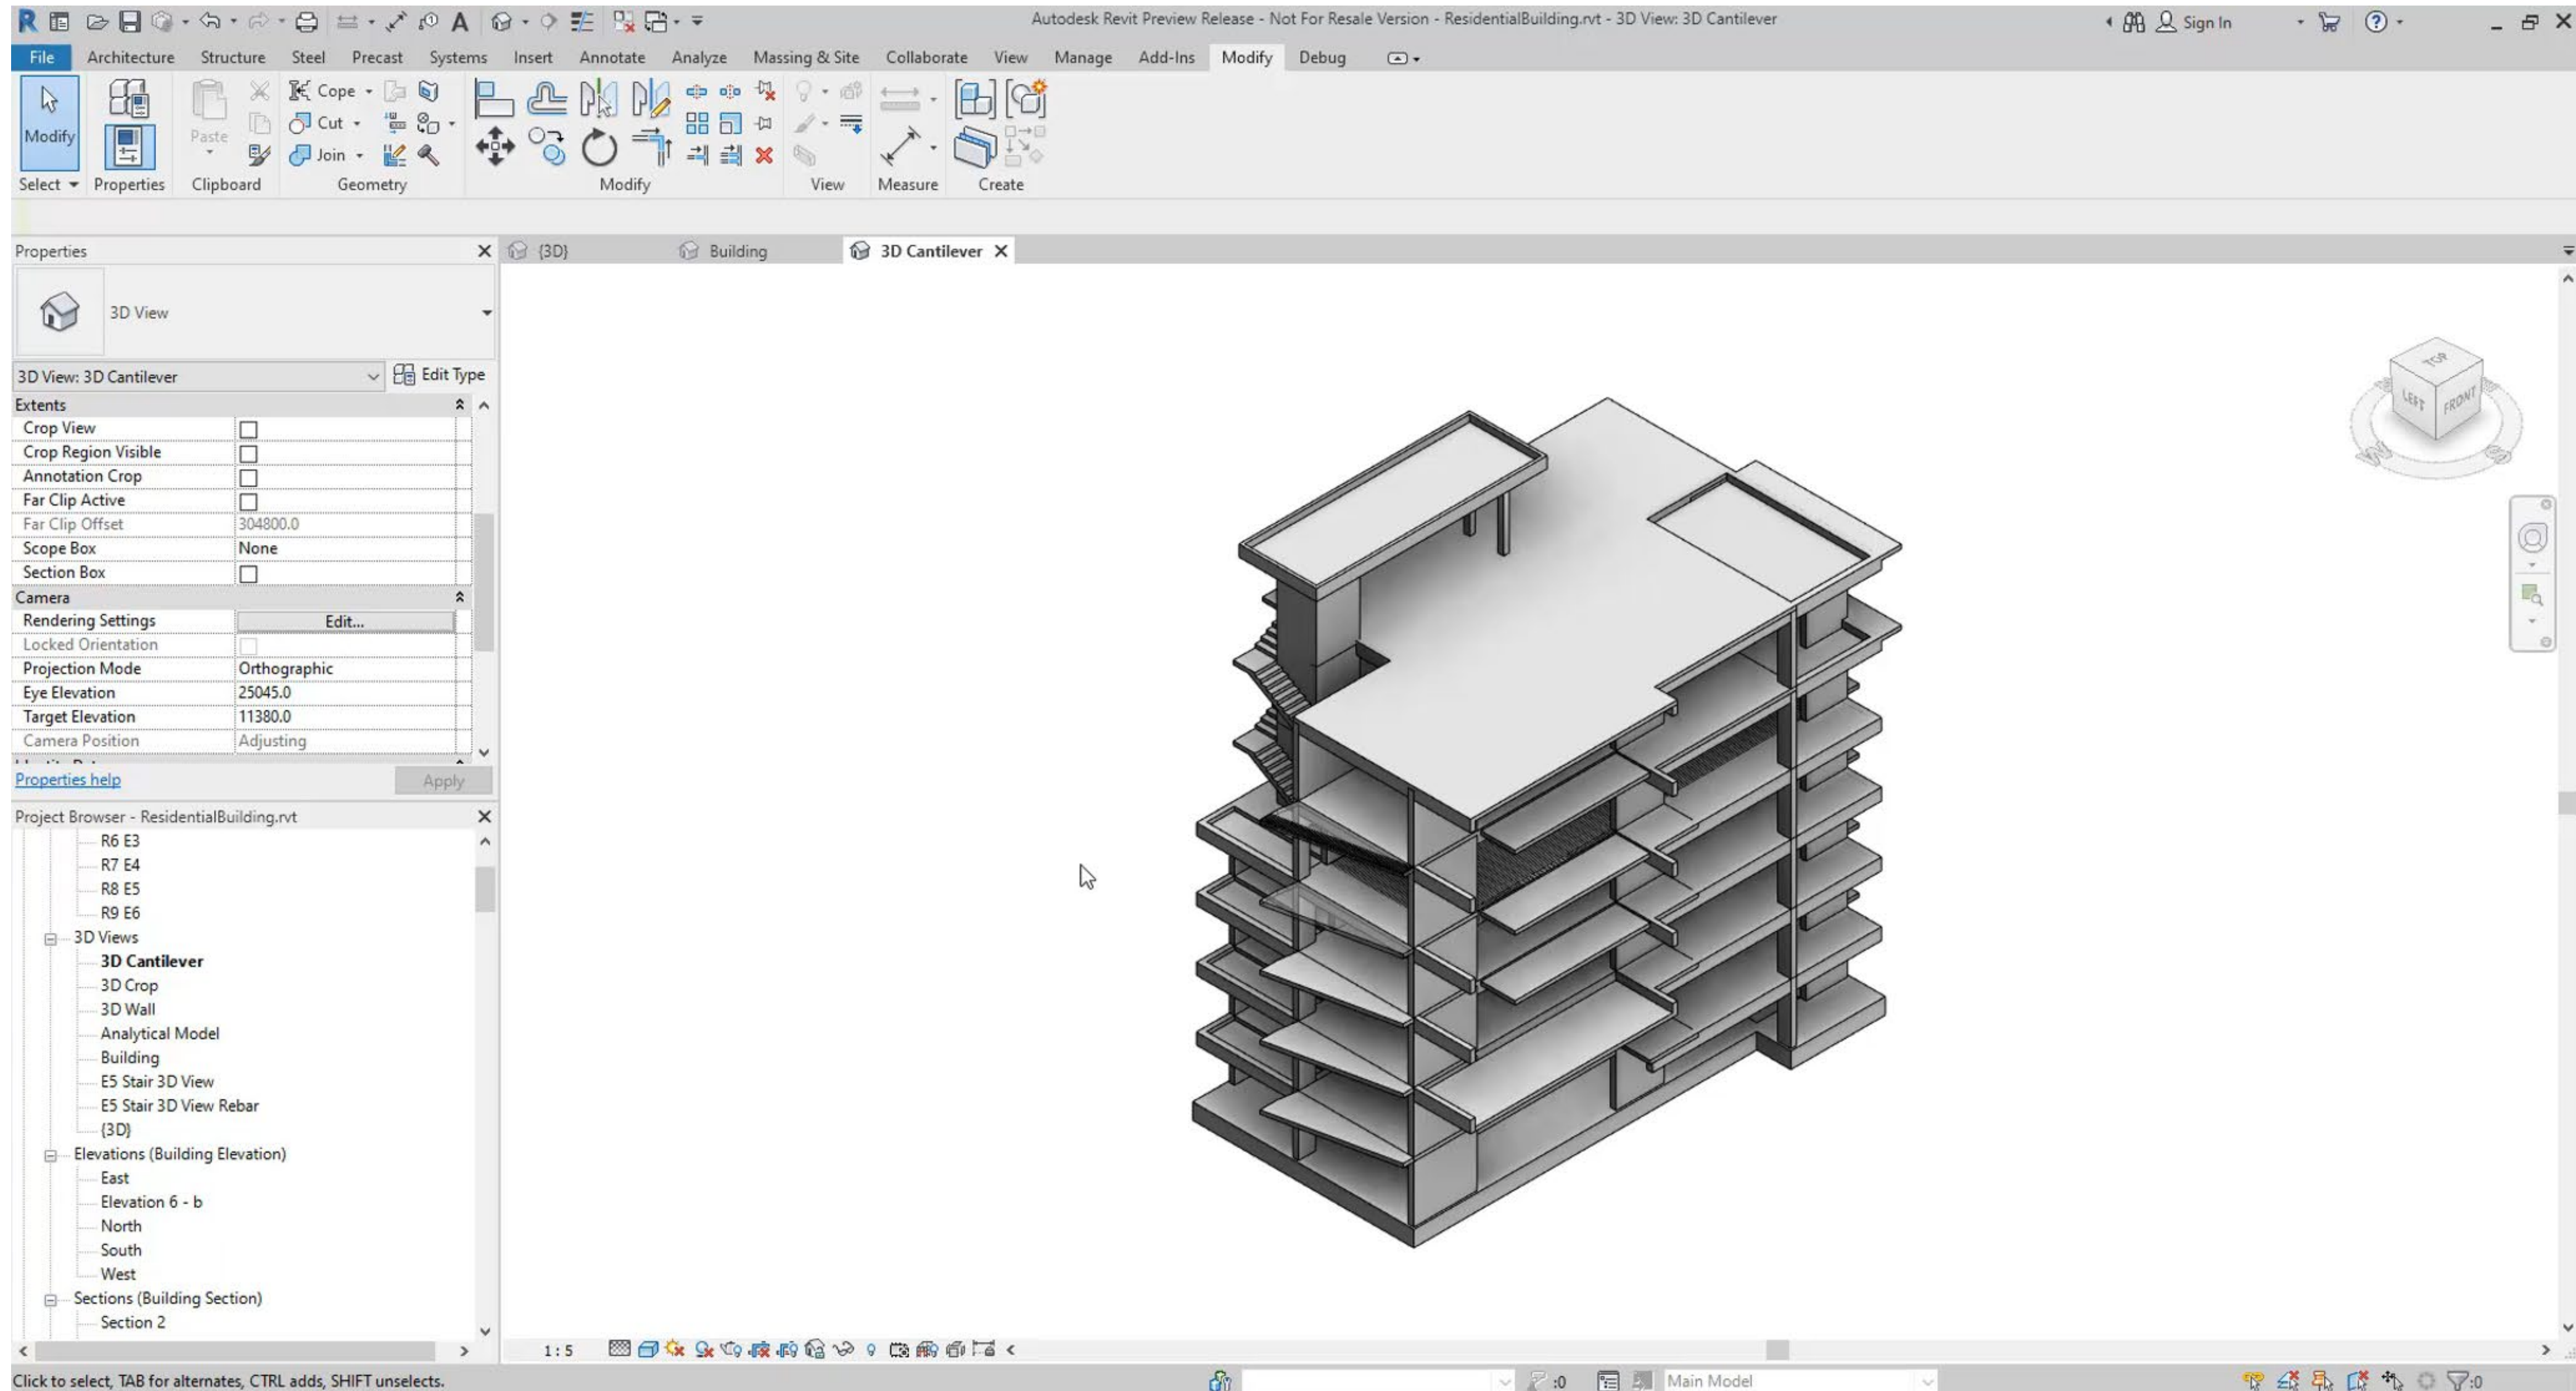 Autodesk Revit Preview Release - Not For Resale Version - ResidentialBuilding.rvt - 3D View: 3D Cantilever
Sign In
File Architecture Structure Steel Precast Systems Insert Annotate Analyze Massing & Site Collaborate View Manage Add-Ins Modify Debug
Modify
Paste
Cope
Cut
Join
Select Properties Clipboard Geometry Modify View Measure Create
Properties
{3D} Building 3D Cantilever
3D View
3D View: 3D Cantilever Edit Type
Extents
Crop View
Crop Region Visible
Annotation Crop
Far Clip Active
Far Clip Offset 304800.0
Scope Box None
Section Box
Camera
Rendering Settings Edit...
Locked Orientation
Projection Mode Orthographic
Eye Elevation 25045.0
Target Elevation 11380.0
Camera Position Adjusting
Properties help Apply
TOP
LEFT FRONT
W S
Project Browser - ResidentialBuilding.rvt
R6 E3
R7 E4
R8 E5
R9 E6
3D Views
3D Cantilever
3D Crop
3D Wall
Analytical Model
Building
E5 Stair 3D View
E5 Stair 3D View Rebar
{3D}
Elevations (Building Elevation)
East
Elevation 6 - b
North
South
West
Sections (Building Section)
Section 2
1 : 5
Click to select, TAB for alternates, CTRL adds, SHIFT unselects.
:0 Main Model :0